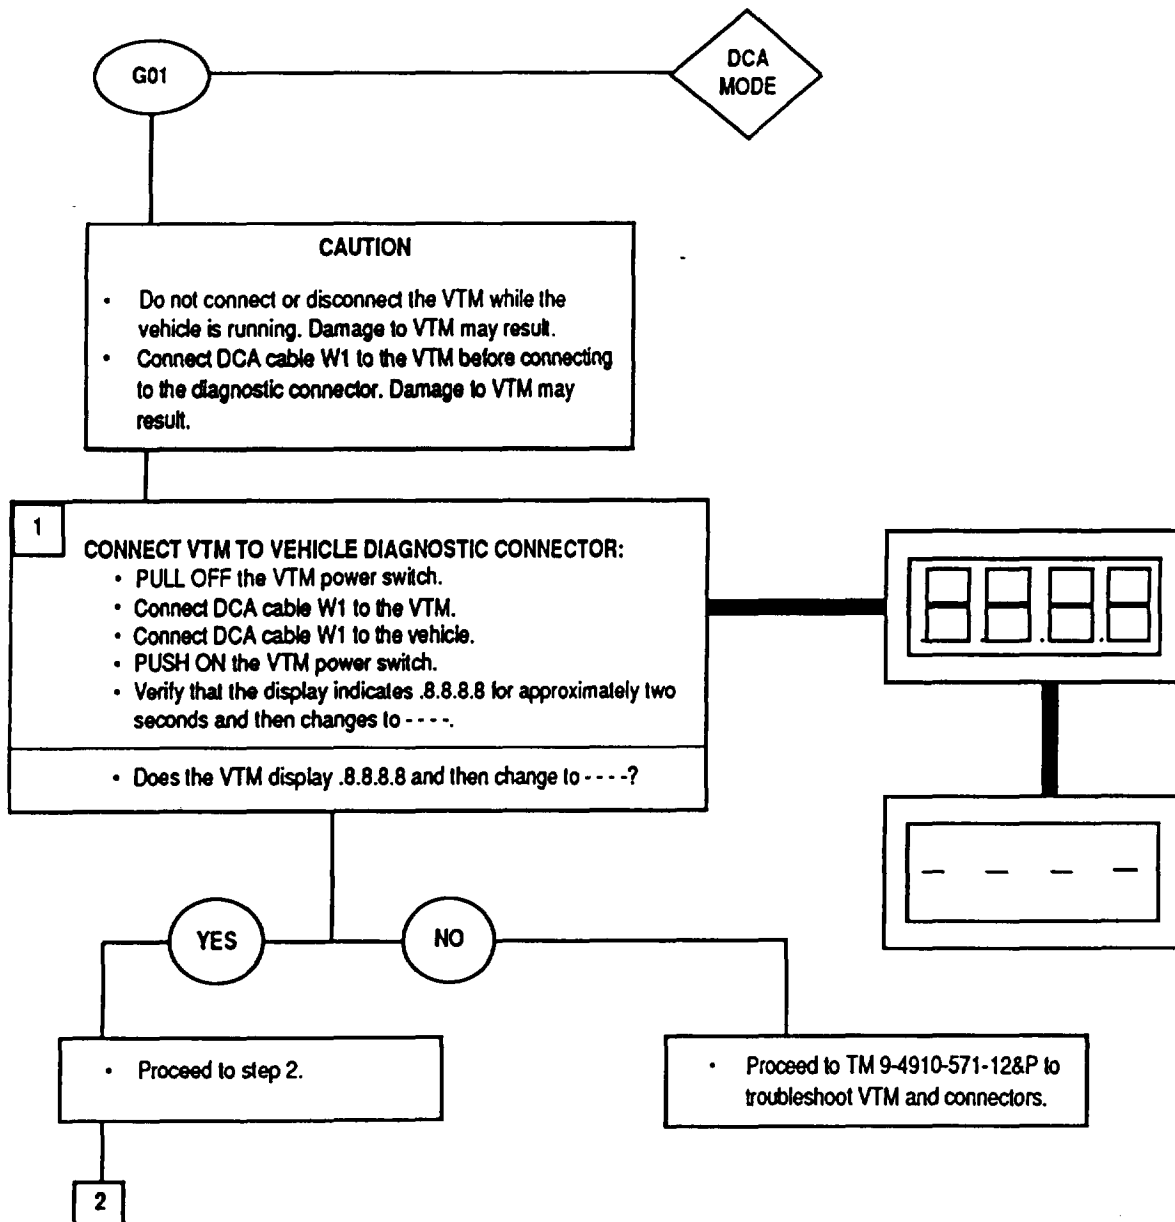 G01
DCA
MODE
CAUTION
• Do not connect or disconnect the VTM while the
vehicle is running. Damage to VTM may result.
• Connect DCA cable W1 to the VTM before connecting
to the diagnostic connector. Damage to VTM may
result.
1
CONNECT VTM TO VEHICLE DIAGNOSTIC CONNECTOR:
• PULL OFF the VTM power switch.
• Connect DCA cable W1 to the VTM.
• Connect DCA cable W1 to the vehicle.
• PUSH ON the VTM power switch.
• Verify that the display indicates .8.8.8.8 for approximately two
seconds and then changes to - - - -.
• Does the VTM display .8.8.8.8 and then change to - - - -?
.8.8.8.8
- - - -
YES
NO
• Proceed to step 2.
• Proceed to TM 9-4910-571-12&P to
troubleshoot VTM and connectors.
2